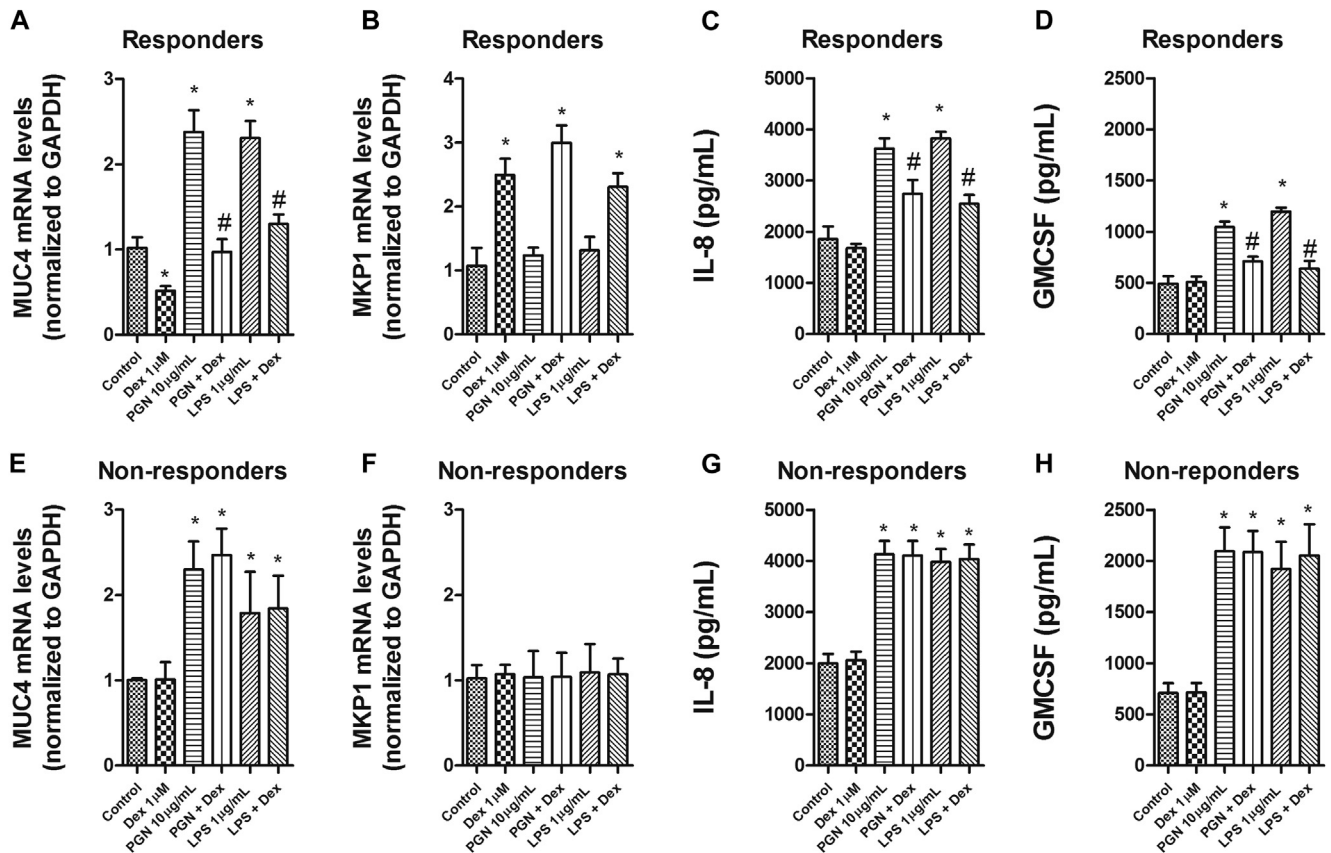 A
Responders
MUC4 mRNA levels
(normalized to GAPDH)
3
2
1
0
*
*
#
*
#
Control
Dex 1µM
PGN 10µg/mL
PGN + Dex
LPS 1µg/mL
LPS + Dex
B
Responders
MKP1 mRNA levels
(normalized to GAPDH)
4
3
2
1
0
*
*
*
Control
Dex 1µM
PGN 10µg/mL
PGN + Dex
LPS 1µg/mL
LPS + Dex
C
Responders
IL-8 (pg/mL)
5000
4000
3000
2000
1000
0
*
#
*
#
Control
Dex 1µM
PGN 10µg/mL
PGN + Dex
LPS 1µg/mL
LPS + Dex
D
Responders
GMCSF (pg/mL)
2500
2000
1500
1000
500
0
*
#
*
#
Control
Dex 1µM
PGN 10µg/mL
PGN + Dex
LPS 1µg/mL
LPS + Dex
E
Non-responders
MUC4 mRNA levels
(normalized to GAPDH)
3
2
1
0
*
*
*
*
Control
Dex 1µM
PGN 10µg/mL
PGN + Dex
LPS 1µg/mL
LPS + Dex
F
Non-responders
MKP1 mRNA levels
(normalized to GAPDH)
3
2
1
0
Control
Dex 1µM
PGN 10µg/mL
PGN + Dex
LPS 1µg/mL
LPS + Dex
G
Non-responders
IL-8 (pg/mL)
5000
4000
3000
2000
1000
0
*
*
*
*
Control
Dex 1µM
PGN 10µg/mL
PGN + Dex
LPS 1µg/mL
LPS + Dex
H
Non-reponders
GMCSF (pg/mL)
2500
2000
1500
1000
500
0
*
*
*
*
Control
Dex 1µM
PGN 10µg/mL
PGN + Dex
LPS 1µg/mL
LPS + Dex